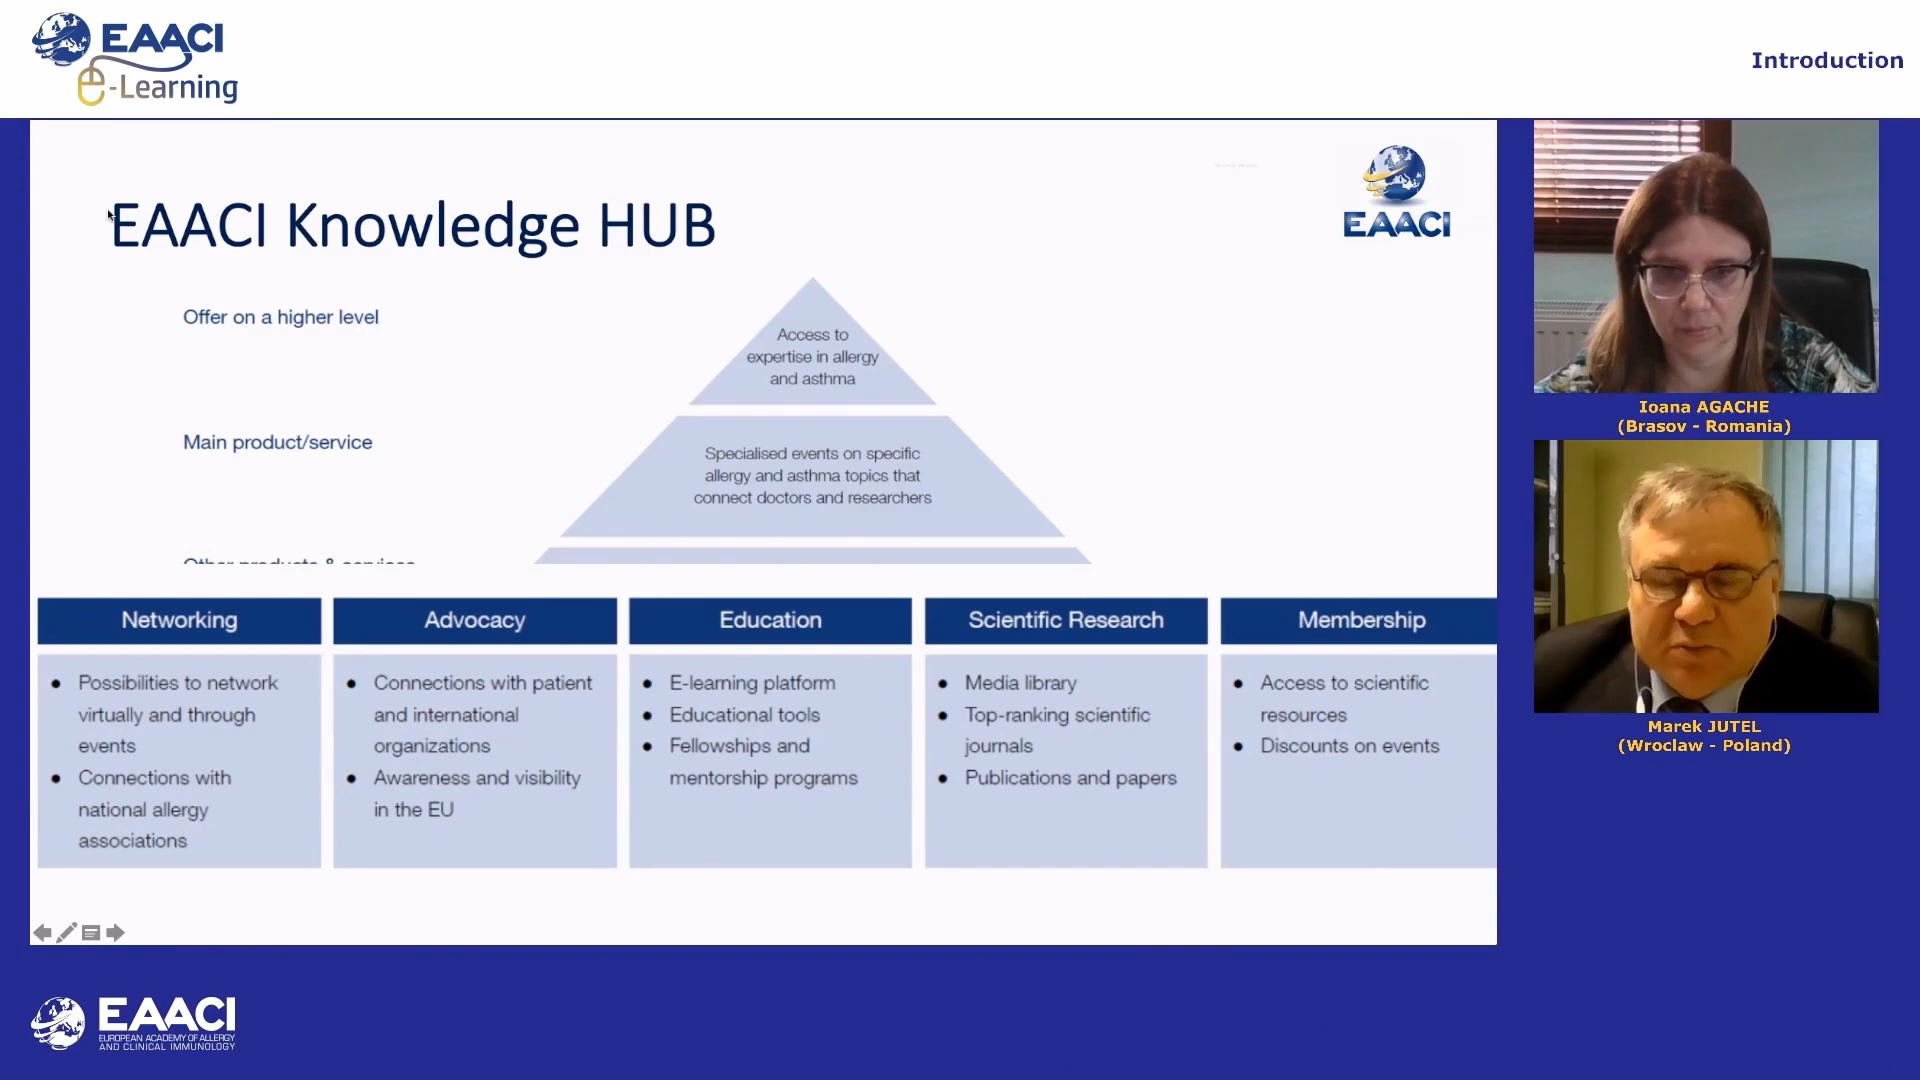 EAACI
e-Learning
Introduction
EAACI
EAACI Knowledge HUB
Offer on a higher level
Access to
expertise in allergy
and asthma
Main product/service
Specialised events on specific
allergy and asthma topics that
connect doctors and researchers
Other products & services
Networking
Possibilities to network
virtually and through
events
Connections with
national allergy
associations
Advocacy
Connections with patient
and international
organizations
Awareness and visibility
in the EU
Education
E-learning platform
Educational tools
Fellowships and
mentorship programs
Scientific Research
Media library
Top-ranking scientific
journals
Publications and papers
Membership
Access to scientific
resources
Discounts on events
Ioana AGACHE
(Brasov - Romania)
Marek JUTEL
(Wroclaw - Poland)
EAACI
EUROPEAN ACADEMY OF ALLERGY
AND CLINICAL IMMUNOLOGY